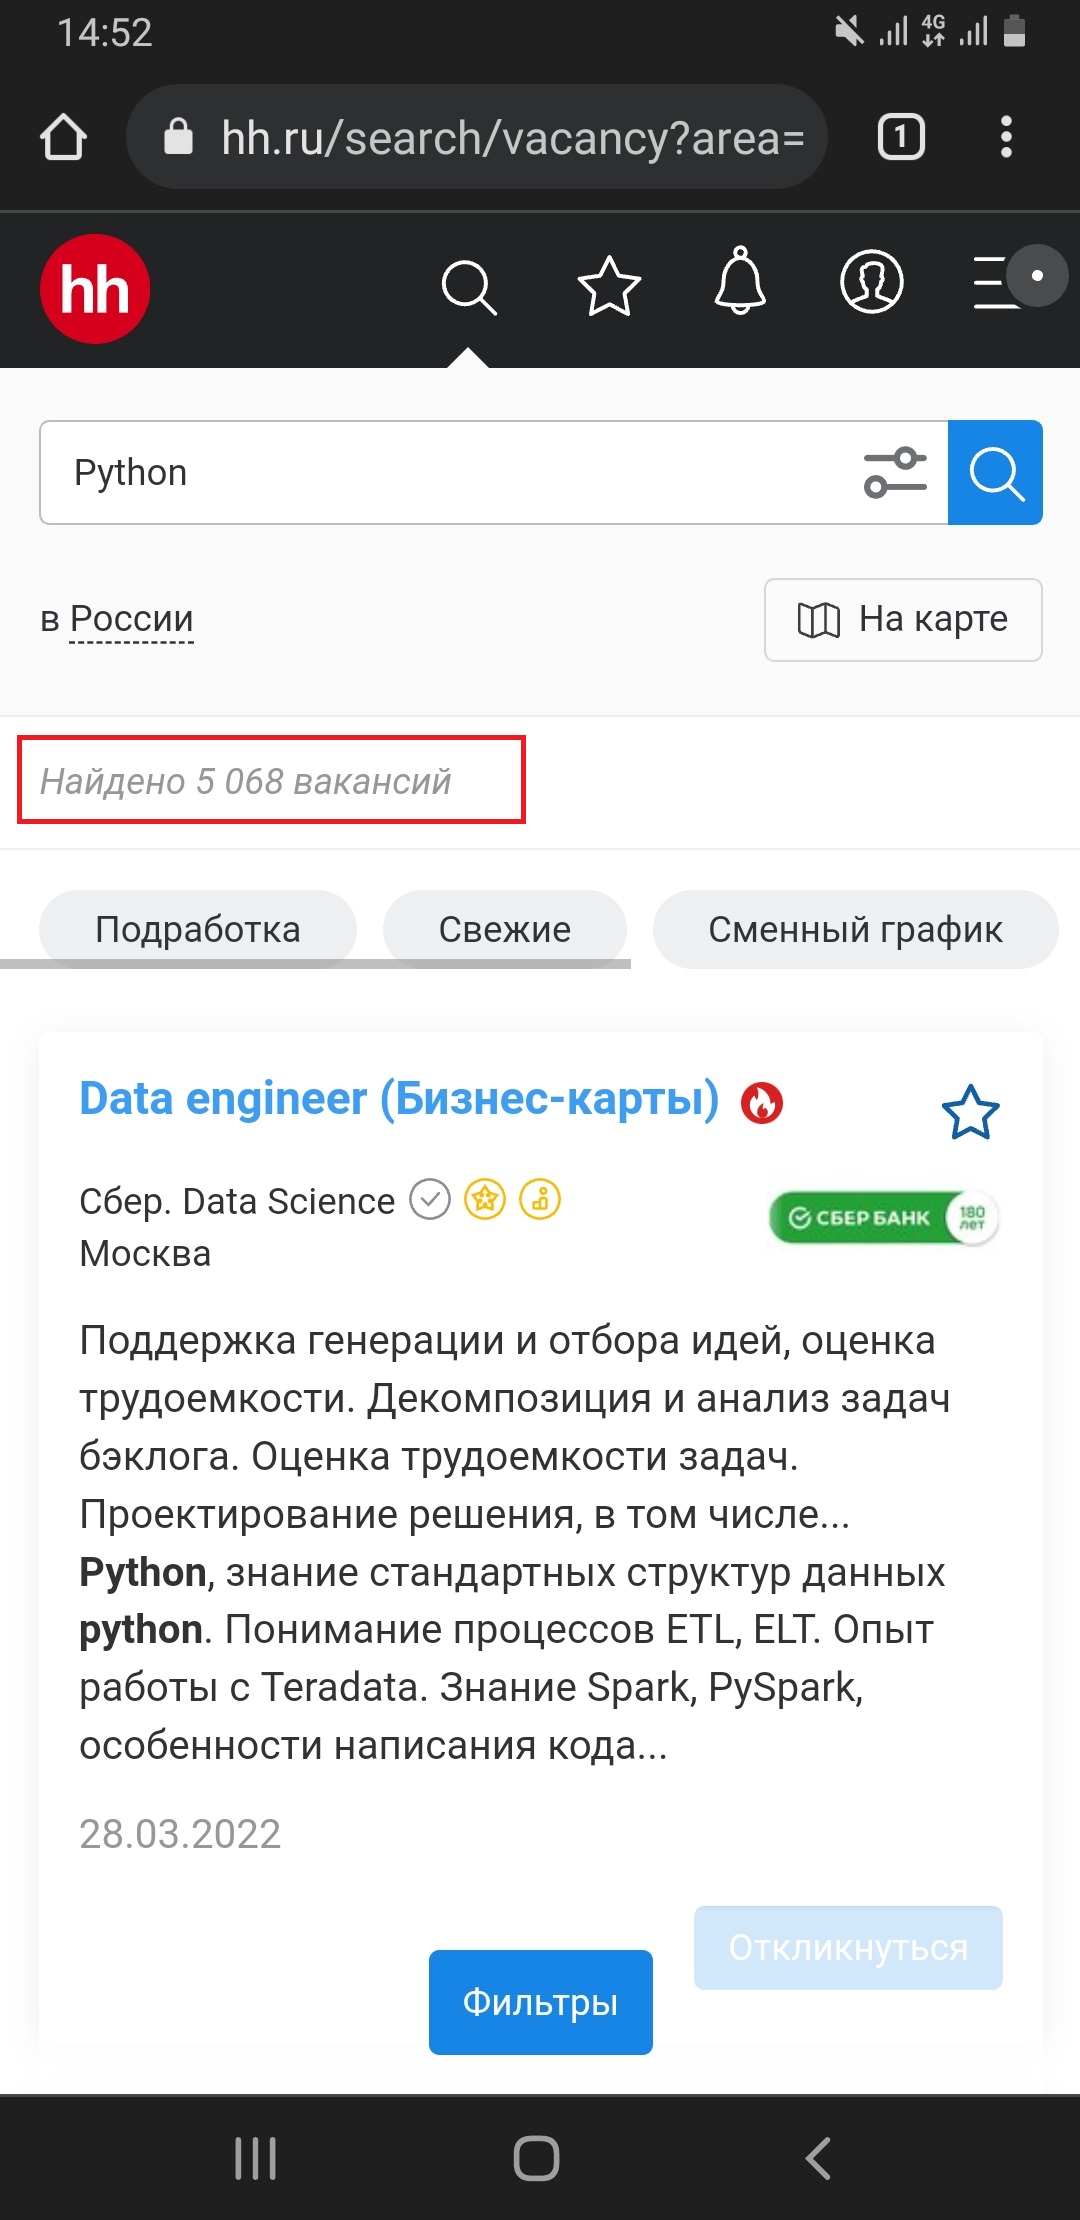 14:52
4G
hh.ru/search/vacancy?area=
1
hh
Python
в России
На карте
Найдено 5 068 вакансий
Подработка Свежие Сменный график
Data engineer (Бизнес-карты)
Сбер. Data Science
СБЕР БАНК 180 лет
Москва
Поддержка генерации и отбора идей, оценка
трудоемкости. Декомпозиция и анализ задач
бэклога. Оценка трудоемкости задач.
Проектирование решения, в том числе...
Python, знание стандартных структур данных
python. Понимание процессов ETL, ELT. Опыт
работы с Teradata. Знание Spark, PySpark,
особенности написания кода...
28.03.2022
Откликнуться
Фильтры